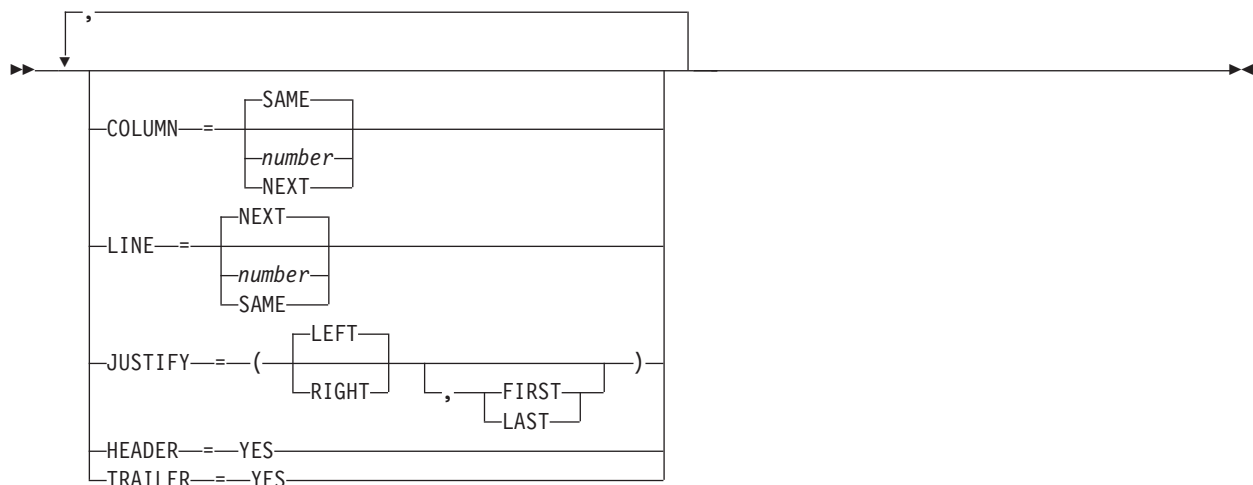 ,
SAME
COLUMN =
number
NEXT
NEXT
LINE =
number
SAME
LEFT
JUSTIFY = ( )
RIGHT , FIRST
LAST
HEADER = YES
TRAILER = YES